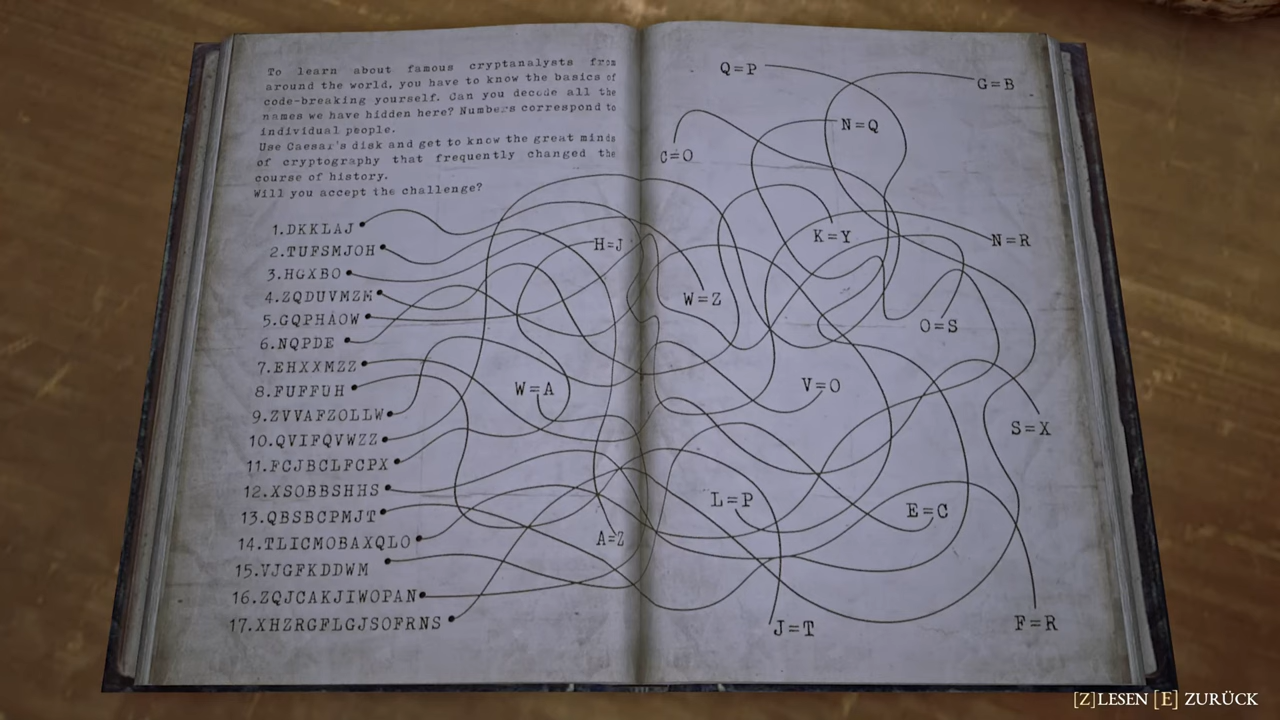 To learn about famous cryptanalysts from
around the world, you have to know the basics of
code-breaking yourself. Can you decode all the
names we have hidden here? Numbers correspond to
individual people.
Use Caesar's disk and get to know the great minds
of cryptography that frequently changed the
course of history.
Will you accept the challenge?
1.DKKLAJ
2.TUFSMJOH
3.HGXBO
4.ZQDUVMZM
5.GQPHAOW
6.NQPDE
7.EHXXMZZ
8.FUFFDH
9.ZVVAFZOLLW
10.QVIFQVWZZ
11.FCJBCLFCPX
12.XSOBBSHHS
13.QBSBCPMJT
14.TLICMOBAXQLO
15.VJGFKDDWM
16.ZQJCAKJIWOPAN
17.XHZRGFLGJSOFRNS
H=J
W=A
A=Z
Q=P
G=B
N=Q
C=O
K=Y
N=R
W=Z
O=S
V=O
S=X
L=P
E=C
J=T
F=R
[Z]LESEN [E] ZURÜCK